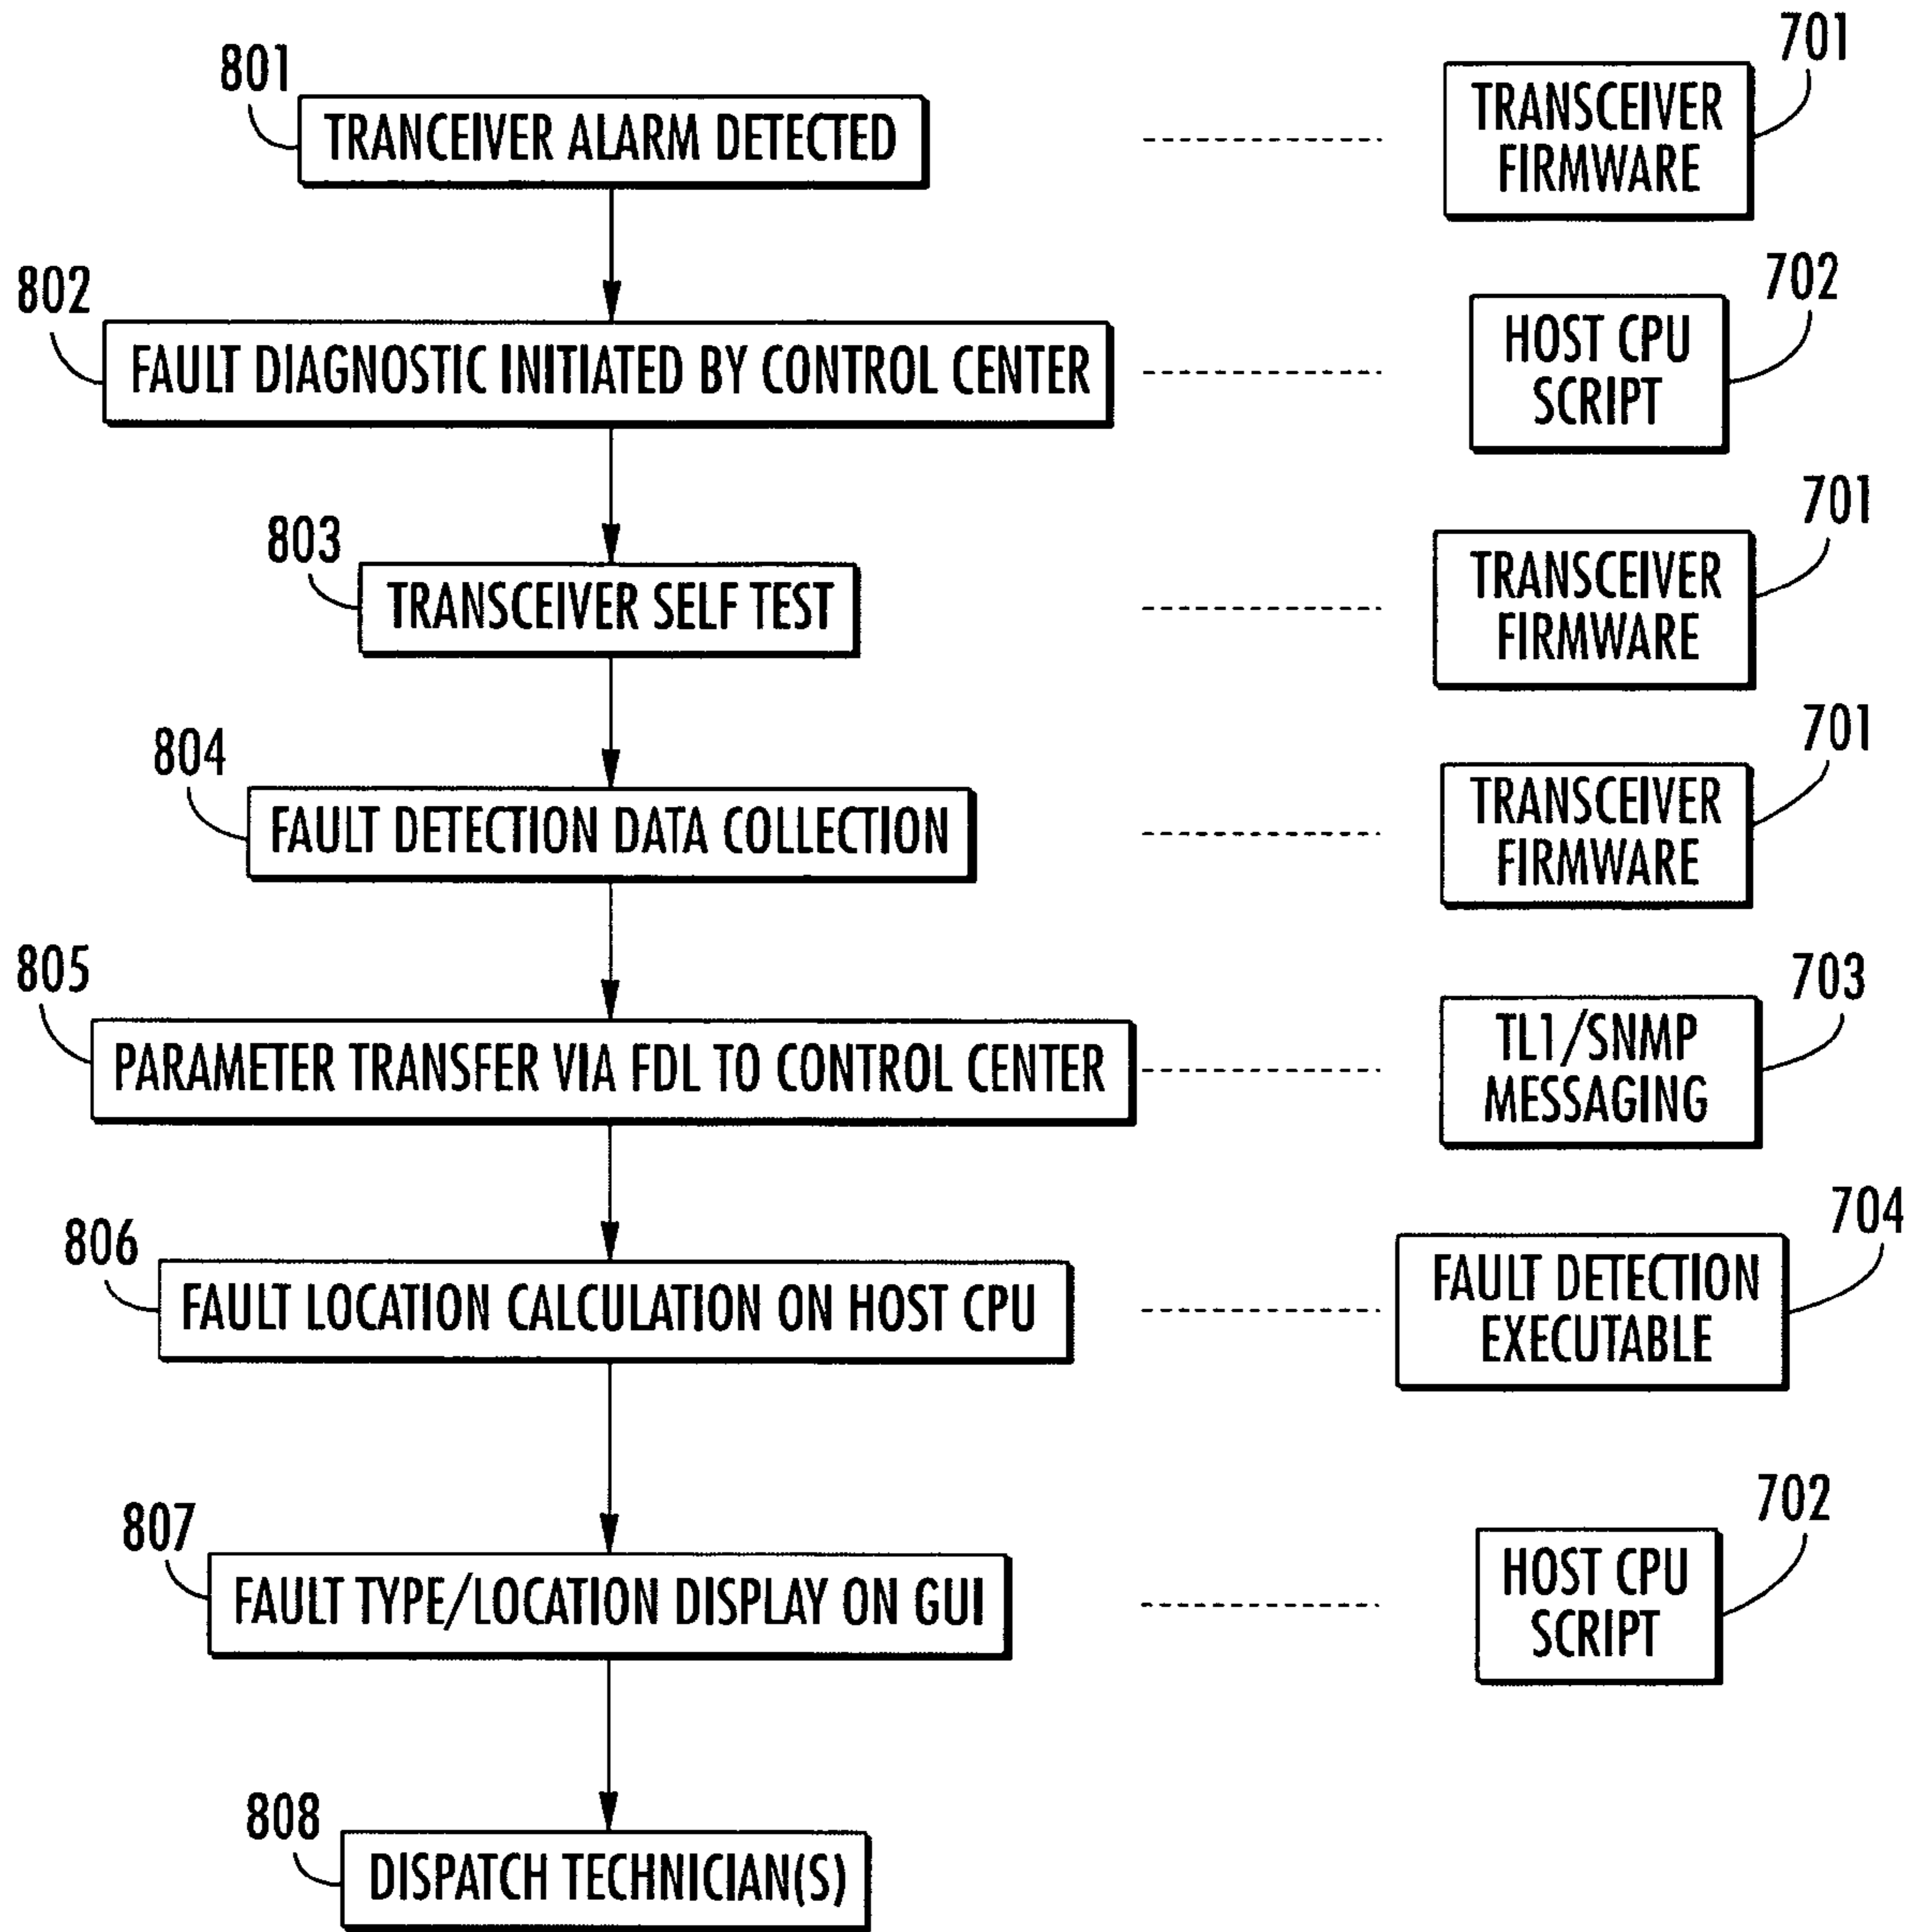 801
TRANCEIVER ALARM DETECTED
701
TRANSCEIVER
FIRMWARE
802
FAULT DIAGNOSTIC INITIATED BY CONTROL CENTER
702
HOST CPU
SCRIPT
803
TRANSCEIVER SELF TEST
701
TRANSCEIVER
FIRMWARE
804
FAULT DETECTION DATA COLLECTION
701
TRANSCEIVER
FIRMWARE
805
PARAMETER TRANSFER VIA FDL TO CONTROL CENTER
703
TL1/SNMP
MESSAGING
806
FAULT LOCATION CALCULATION ON HOST CPU
704
FAULT DETECTION
EXECUTABLE
807
FAULT TYPE/LOCATION DISPLAY ON GUI
702
HOST CPU
SCRIPT
808
DISPATCH TECHNICIAN(S)